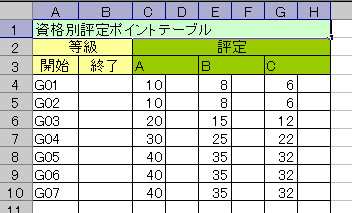 A B C D E F G H
1 資格別評定ポイントテーブル
2 等級 評定
3 開始 終了 A B C
4 G01 10 8 6
5 G02 10 8 6
6 G03 20 15 12
7 G04 30 25 22
8 G05 40 35 32
9 G06 40 35 32
10 G07 40 35 32